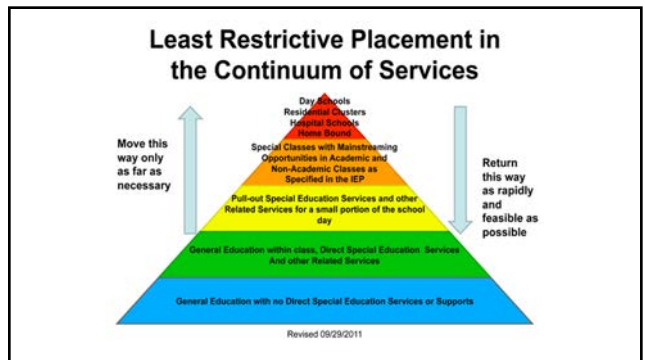 Least Restrictive Placement in
the Continuum of Services
Day Schools
Residential Clusters
Hospital Schools
Home Bound
Move this
way only
as far as
necessary
Special Classes with Mainstreaming
Opportunities in Academic and
Non-Academic Classes as
Specified in the IEP
Return
this way
as rapidly
and
feasible as
possible
Pull-out Special Education Services and other
Related Services for a small portion of the school
day
General Education within class, Direct Special Education Services
And other Related Services
General Education with no Direct Special Education Services or Supports
Revised 09/29/2011